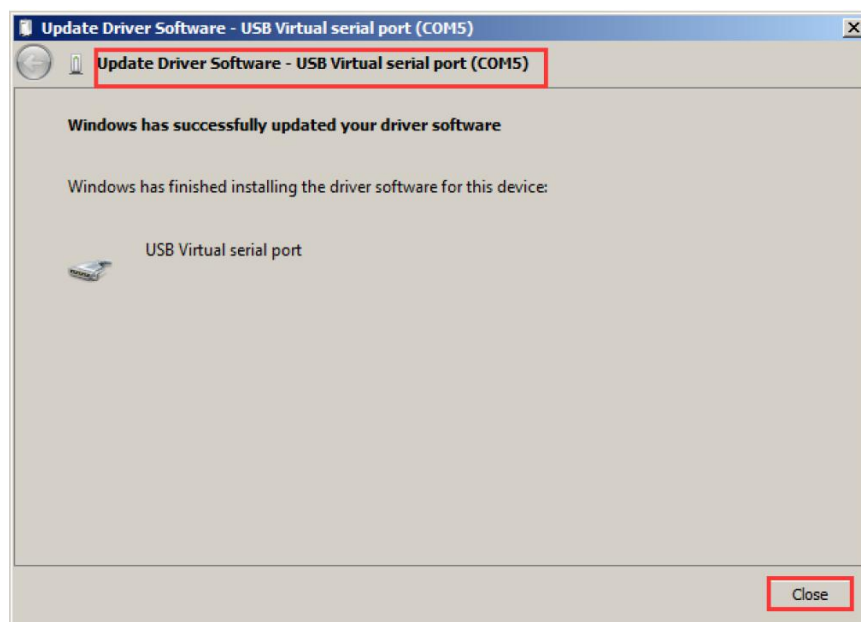 Update Driver Software - USB Virtual serial port (COM5)
Update Driver Software - USB Virtual serial port (COM5)
Windows has successfully updated your driver software
Windows has finished installing the driver software for this device:
USB Virtual serial port
Close